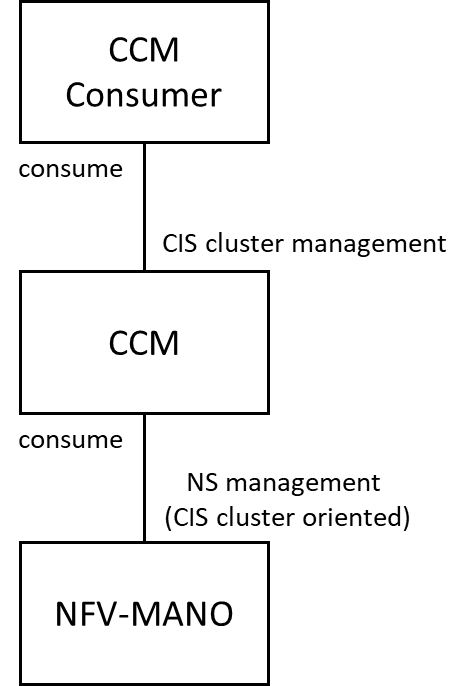 CCM
Consumer
consume
CIS cluster management
CCM
consume
NS management
(CIS cluster oriented)
NFV-MANO